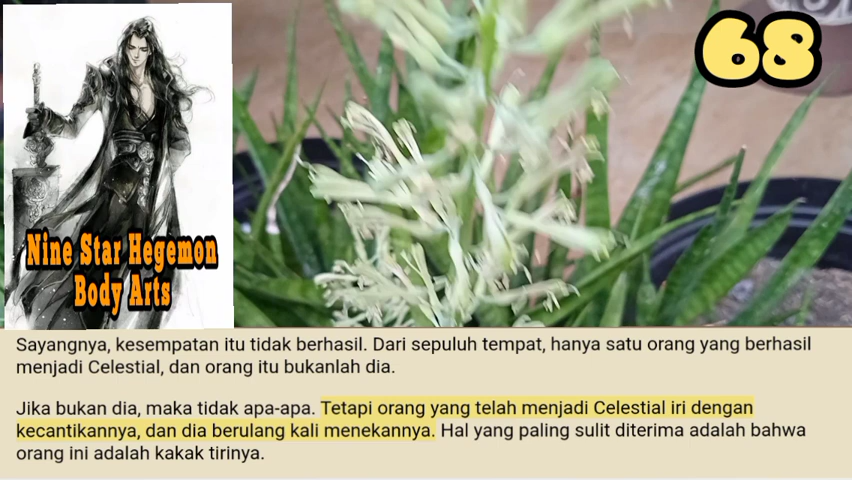 68
Nine Star Hegemon
Body Arts
Sayangnya, kesempatan itu tidak berhasil. Dari sepuluh tempat, hanya satu orang yang berhasil
menjadi Celestial, dan orang itu bukanlah dia.
Jika bukan dia, maka tidak apa-apa. Tetapi orang yang telah menjadi Celestial iri dengan
kecantikannya, dan dia berulang kali menekannya. Hal yang paling sulit diterima adalah bahwa
orang ini adalah kakak tirinya.